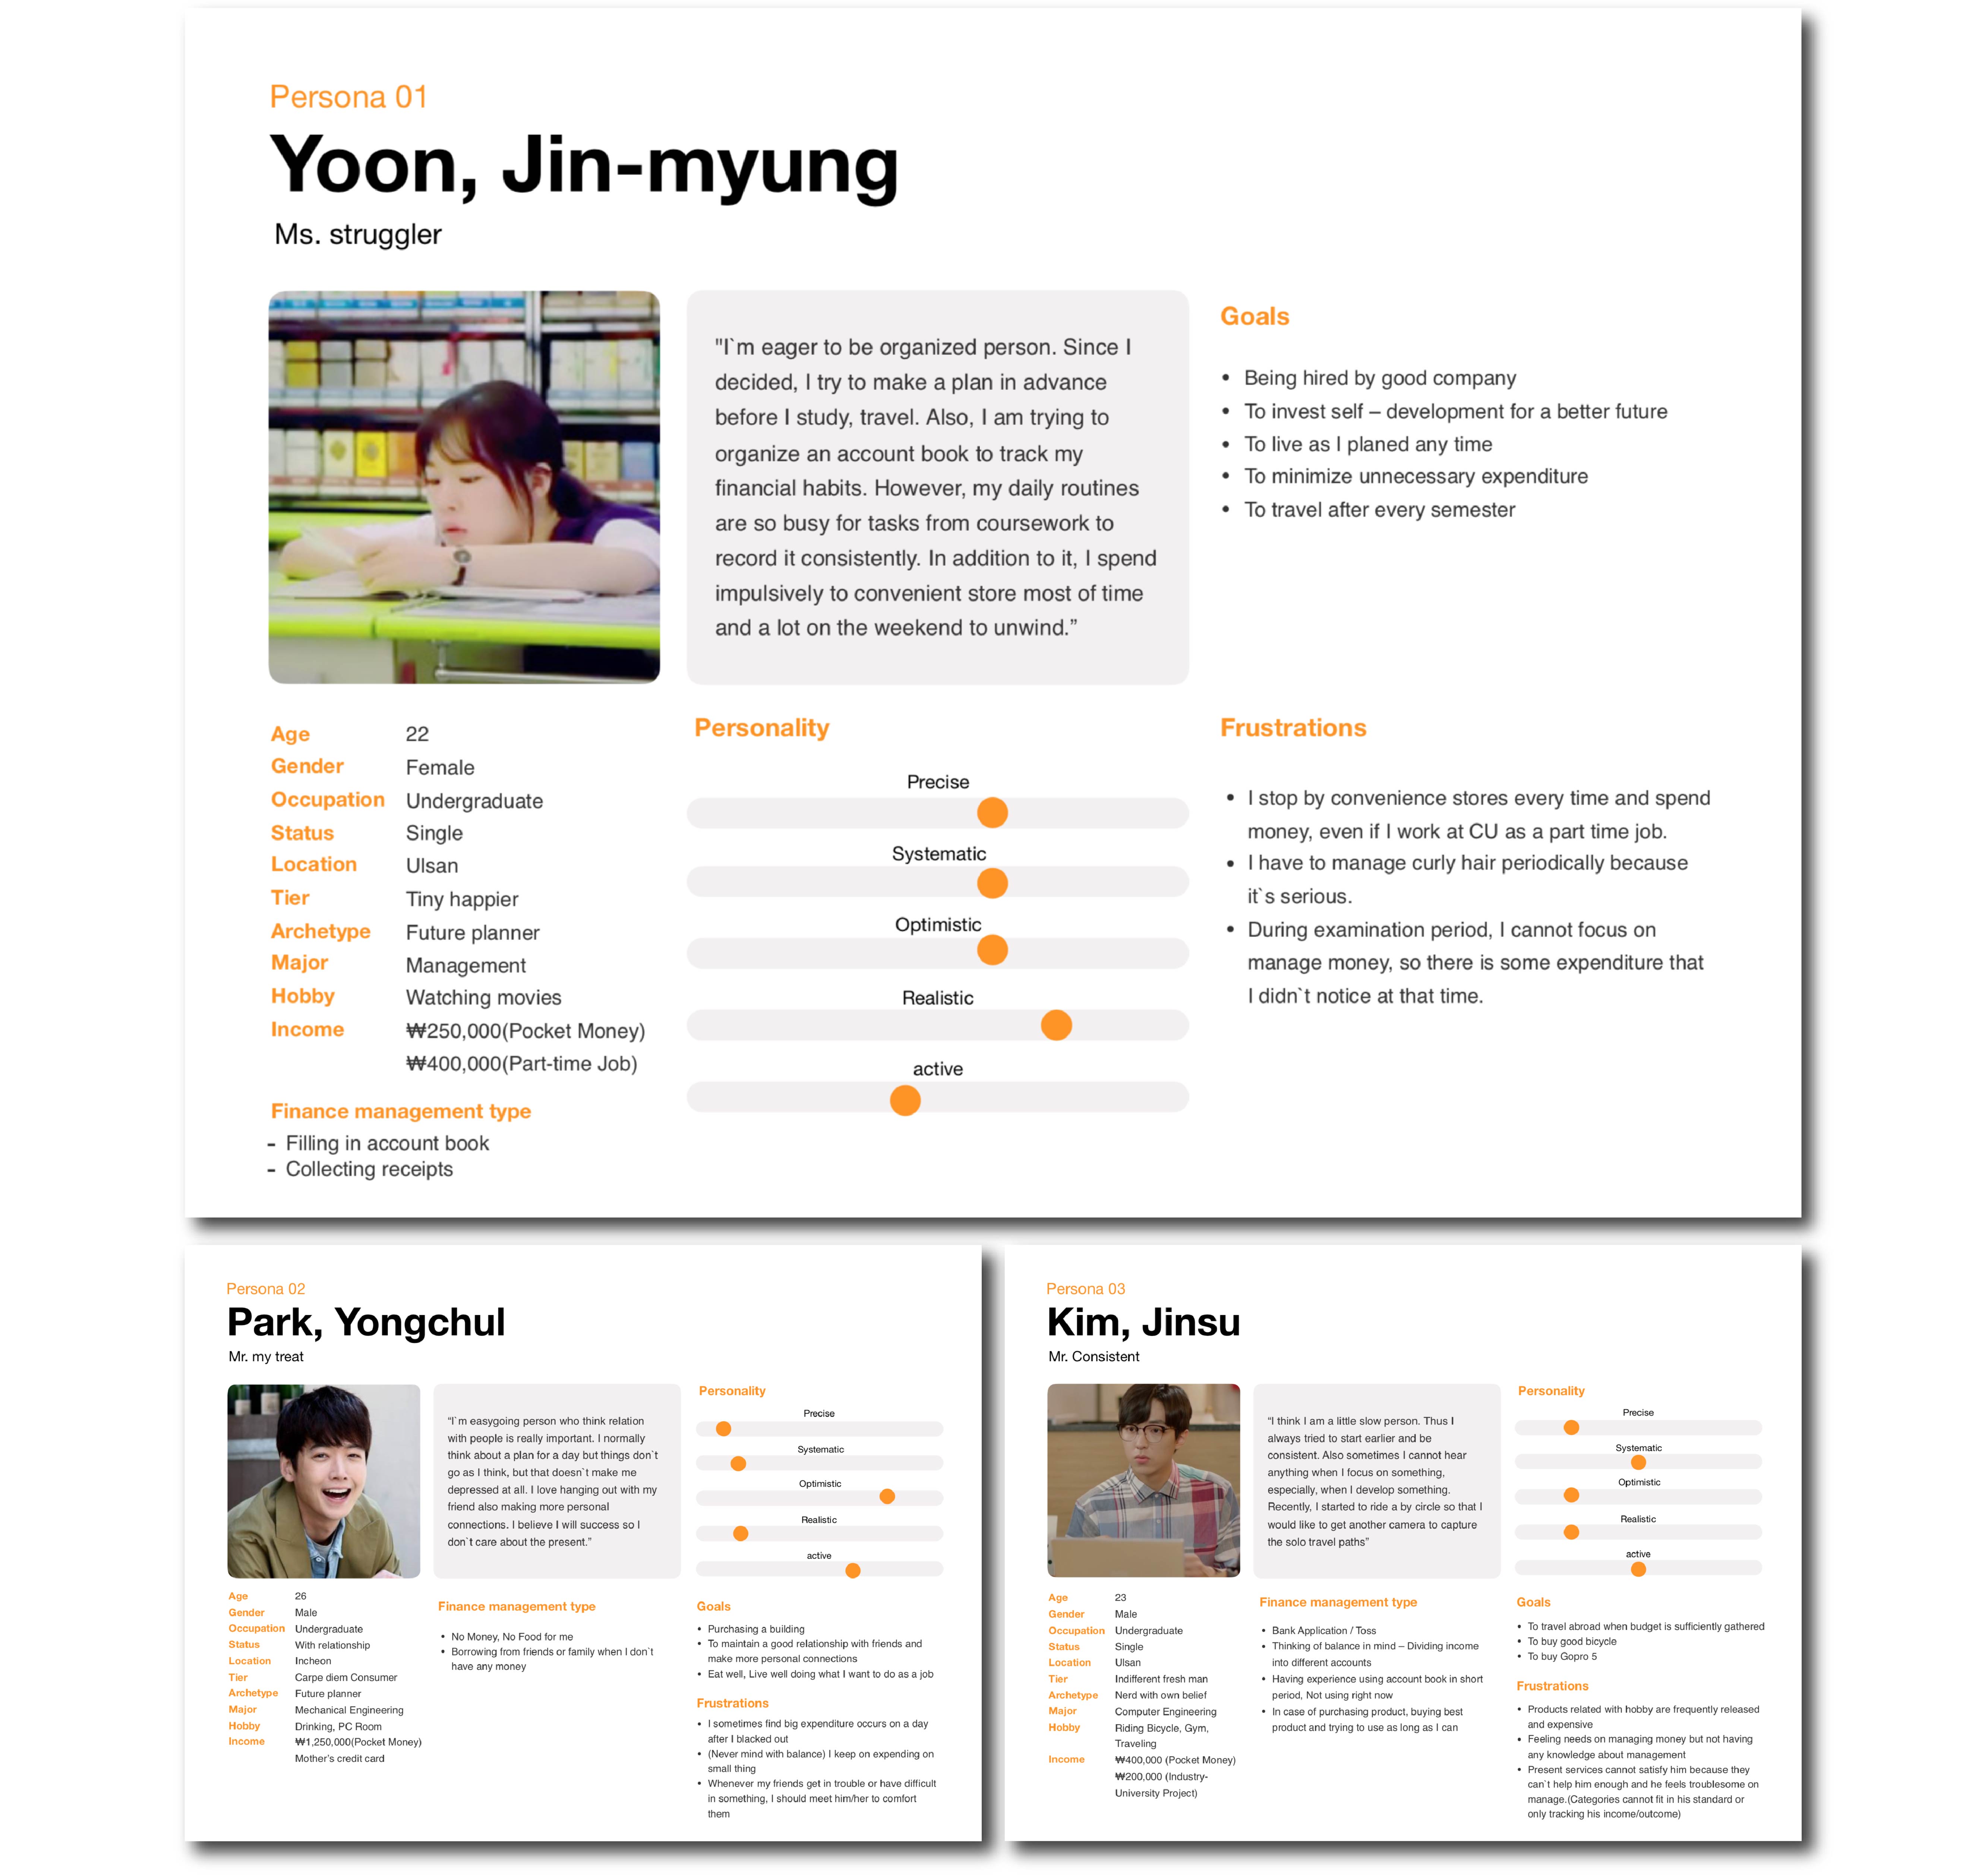 Persona 01
Yoon, Jin-myung
Ms. struggler
"I`m eager to be organized person. Since I
decided, I try to make a plan in advance
before I study, travel. Also, I am trying to
organize an account book to track my
financial habits. However, my daily routines
are so busy for tasks from coursework to
record it consistently. In addition to it, I spend
impulsively to convenient store most of time
and a lot on the weekend to unwind.”
Goals
• Being hired by good company
• To invest self – development for a better future
• To live as I planed any time
• To minimize unnecessary expenditure
• To travel after every semester
Age 22
Gender Female
Occupation Undergraduate
Status Single
Location Ulsan
Tier Tiny happier
Archetype Future planner
Major Management
Hobby Watching movies
Income ₩250,000(Pocket Money)
₩400,000(Part-time Job)
Finance management type
- Filling in account book
- Collecting receipts
Personality
Precise
Systematic
Optimistic
Realistic
active
Frustrations
• I stop by convenience stores every time and spend
money, even if I work at CU as a part time job.
• I have to manage curly hair periodically because
it`s serious.
• During examination period, I cannot focus on
manage money, so there is some expenditure that
I didn`t notice at that time.
Persona 02
Park, Yongchul
Mr. my treat
“I`m easygoing person who think relation
with people is really important. I normally
think about a plan for a day but things don`t
go as I think, but that doesn`t make me
depressed at all. I love hanging out with my
friend also making more personal
connections. I believe I will success so I
don`t care about the present.”
Personality
Precise
Systematic
Optimistic
Realistic
active
Age 26
Gender Male
Occupation Undergraduate
Status With relationship
Location Incheon
Tier Carpe diem Consumer
Archetype Future planner
Major Mechanical Engineering
Hobby Drinking, PC Room
Income ₩1,250,000(Pocket Money)
Mother’s credit card
Finance management type
• No Money, No Food for me
• Borrowing from friends or family when I don`t
have any money
Goals
• Purchasing a building
• To maintain a good relationship with friends and
make more personal connections
• Eat well, Live well doing what I want to do as a job
Frustrations
• I sometimes find big expenditure occurs on a day
after I blacked out
• (Never mind with balance) I keep on expending on
small thing
• Whenever my friends get in trouble or have difficult
in something, I should meet him/her to comfort
them
Persona 03
Kim, Jinsu
Mr. Consistent
“I think I am a little slow person. Thus I
always tried to start earlier and be
consistent. Also sometimes I cannot hear
anything when I focus on something,
especially, when I develop something.
Recently, I started to ride a by circle so that I
would like to get another camera to capture
the solo travel paths”
Personality
Precise
Systematic
Optimistic
Realistic
active
Age 23
Gender Male
Occupation Undergraduate
Status Single
Location Ulsan
Tier Indifferent fresh man
Archetype Nerd with own belief
Major Computer Engineering
Hobby Riding Bicycle, Gym,
Traveling
Income ₩400,000 (Pocket Money)
₩200,000 (Industry-
University Project)
Finance management type
• Bank Application / Toss
• Thinking of balance in mind – Dividing income
into different accounts
• Having experience using account book in short
period, Not using right now
• In case of purchasing product, buying best
product and trying to use as long as I can
Goals
• To travel abroad when budget is sufficiently gathered
• To buy good bicycle
• To buy Gopro 5
Frustrations
• Products related with hobby are frequently released
and expensive
• Feeling needs on managing money but not having
any knowledge about management
• Present services cannot satisfy him because they
can`t help him enough and he feels troublesome on
manage.(Categories cannot fit in his standard or
only tracking his income/outcome)